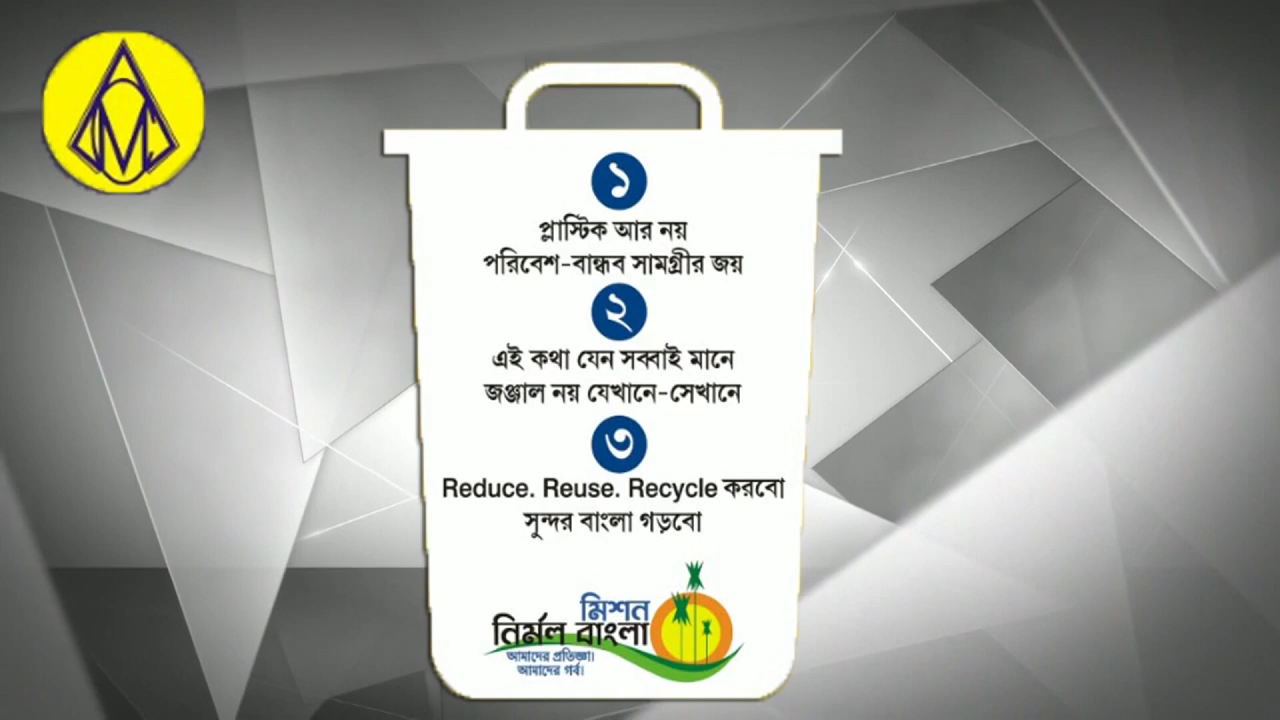 ১
প্লাস্টিক আর নয়
পরিবেশ-বান্ধব সামগ্রীর জয়
২
এই কথা যেন সব্বাই মানে
জঞ্জাল নয় যেখানে-সেখানে
৩
Reduce. Reuse. Recycle করবো
সুন্দর বাংলা গড়বো
মিশন
নির্মল বাংলা
আমাদের প্রতিজ্ঞা।
আমাদের গর্ব।